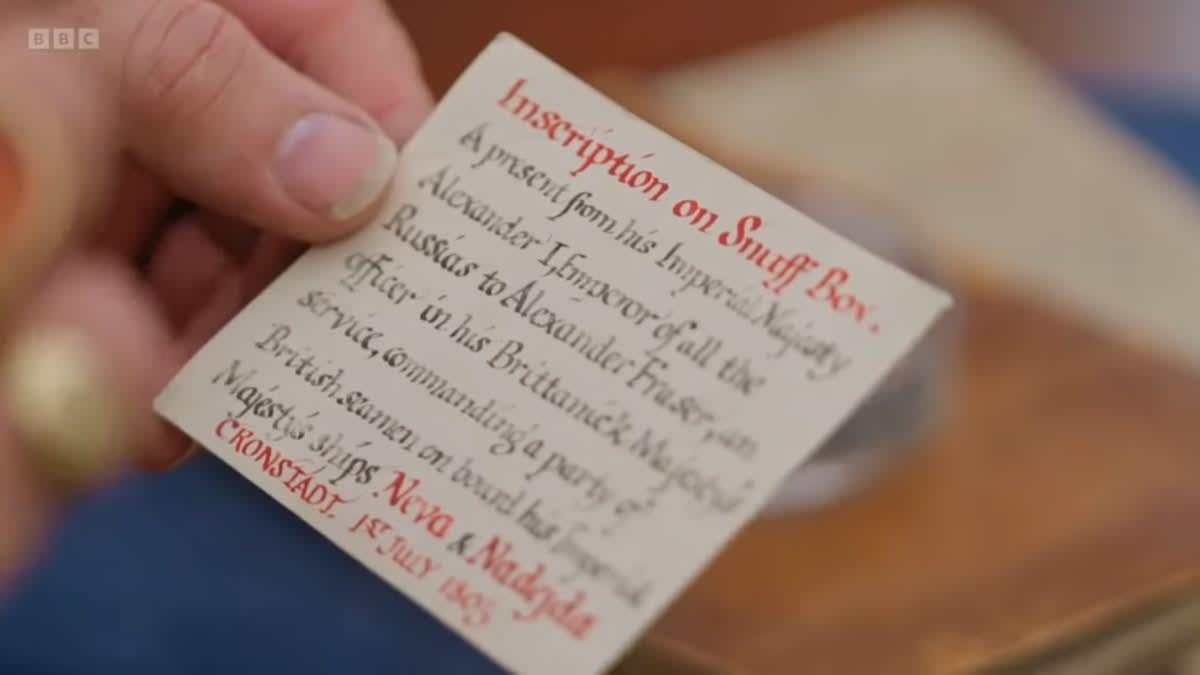 BBC
Inscription on Snuff Box.
A present from his Imperial Majesty
Alexander I, Emperor of all the
Russias to Alexander Fraser, an
officer in his Brittanick Majesty's
service, commanding a party of
British seamen on board his Imperial
Majesty's ships Neva & Nadejda
CRONSTADT. 1st JULY 1803